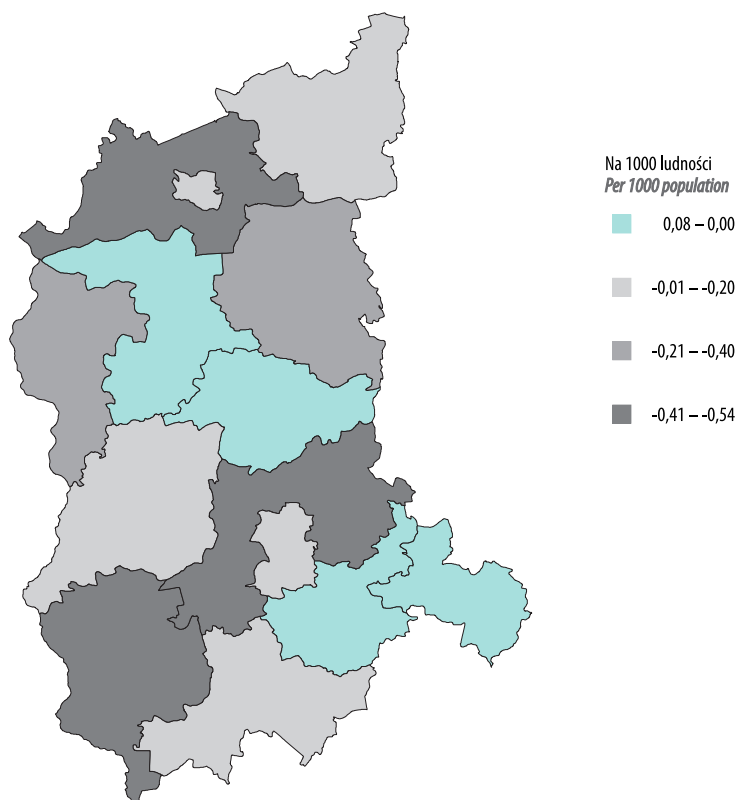 Na 1000 ludności
Per 1000 population
0,08 – 0,00
-0,01 – -0,20
-0,21 – -0,40
-0,41 – -0,54